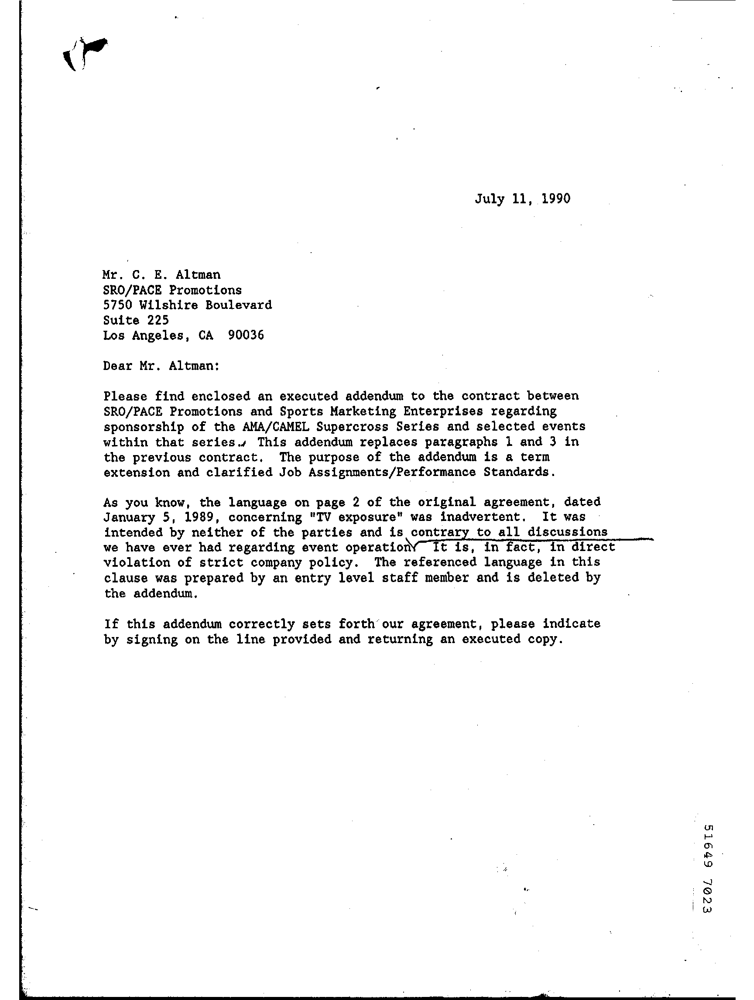 July 11, 1990
Mr. C. E. Altman
SRO/PACE Promotions
5750 Wilshire Boulevard
Suite 225
Los Angeles, CA 90036
Dear Mr. Altman:
Please find enclosed an executed addendum to the contract between
SRO/PACE Promotions and Sports Marketing Enterprises regarding
sponsorship of the AMA/CAMEL Supercross Series and selected events
within that series. This addendum replaces paragraphs 1 and 3 in
the previous contract. The purpose of the addendum is a term
extension and clarified Job Assignments/Performance Standards.
As you know, the language on page 2 of the original agreement, dated
January 5, 1989, concerning "TV exposure" was inadvertent. It was
intended by neither of the parties and is contrary to all discussions
we have ever had regarding event operation. It is, in fact, in direct
violation of strict company policy. The referenced language in this
clause was prepared by an entry level staff member and is deleted by
the addendum.
If this addendum correctly sets forth our agreement, please indicate
by signing on the line provided and returning an executed copy.
51649 7023